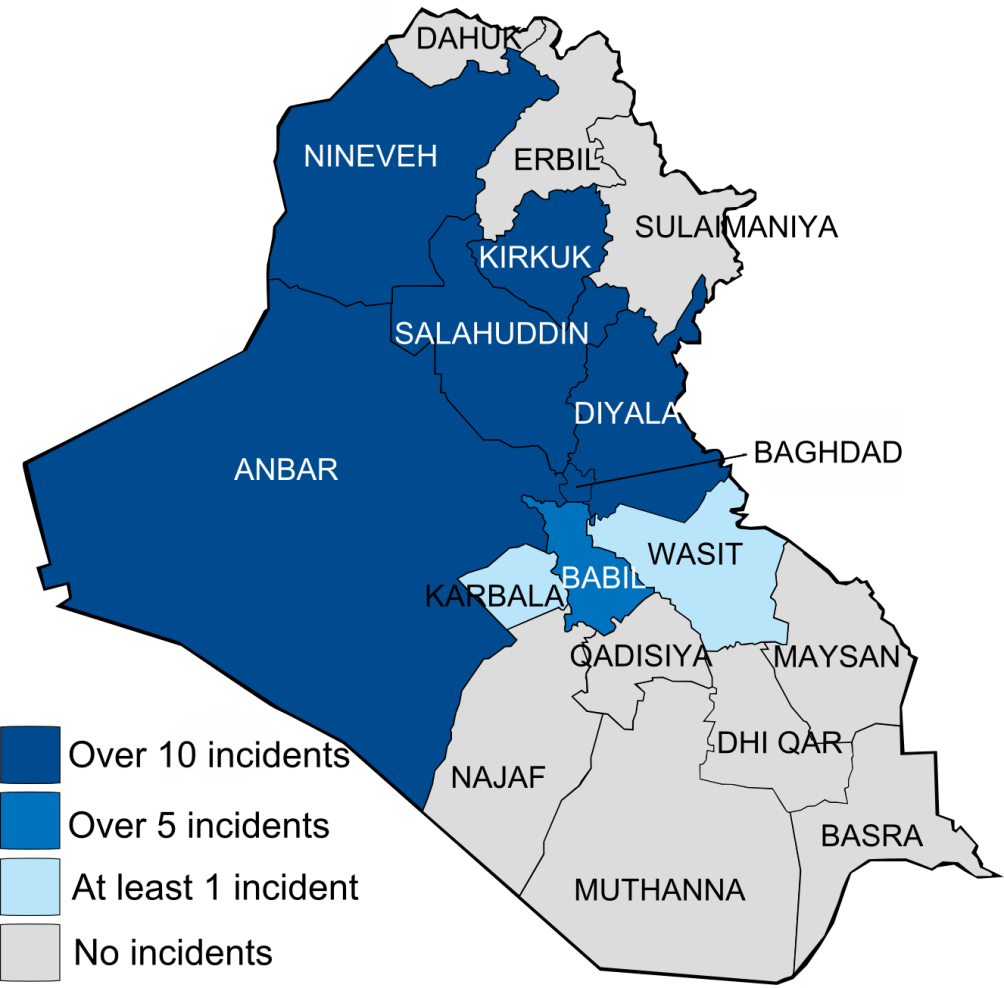 DAHUK
NINEVEH
ERBIL
SULAIMANIYA
KIRKUK
SALAHUDDIN
DIYALA
BAGHDAD
ANBAR
WASIT
BABIL
KARBALA
QADISIYA
MAYSAN
DHI QAR
NAJAF
BASRA
MUTHANNA
Over 10 incidents
Over 5 incidents
At least 1 incident
No incidents